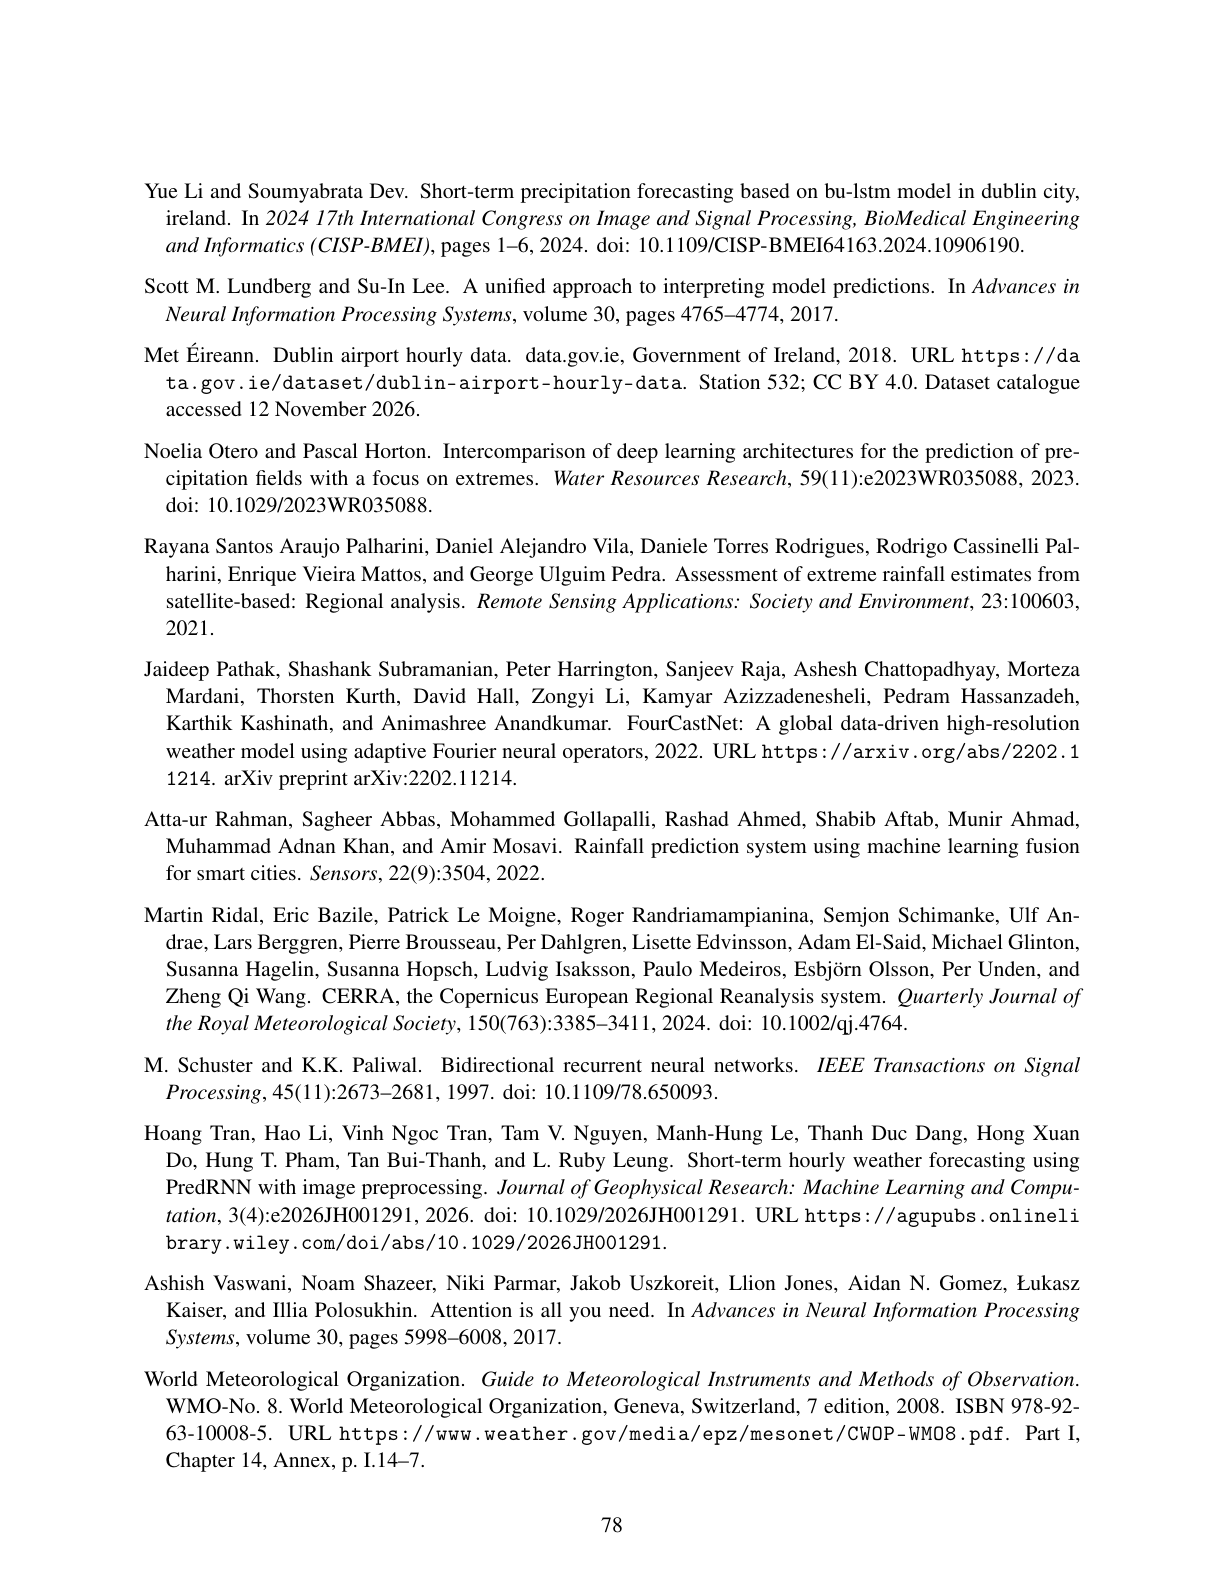 Yue Li and Soumyabrata Dev. Short-term precipitation forecasting based on bu-lstm model in dublin city,
ireland. In 2024 17th International Congress on Image and Signal Processing, BioMedical Engineering
and Informatics (CISP-BMEI), pages 1–6, 2024. doi: 10.1109/CISP-BMEI64163.2024.10906190.
Scott M. Lundberg and Su-In Lee. A unified approach to interpreting model predictions. In Advances in
Neural Information Processing Systems, volume 30, pages 4765–4774, 2017.
Met Éireann. Dublin airport hourly data. data.gov.ie, Government of Ireland, 2018. URL https://da
ta.gov.ie/dataset/dublin-airport-hourly-data. Station 532; CC BY 4.0. Dataset catalogue
accessed 12 November 2026.
Noelia Otero and Pascal Horton. Intercomparison of deep learning architectures for the prediction of pre-
cipitation fields with a focus on extremes. Water Resources Research, 59(11):e2023WR035088, 2023.
doi: 10.1029/2023WR035088.
Rayana Santos Araujo Palharini, Daniel Alejandro Vila, Daniele Torres Rodrigues, Rodrigo Cassinelli Pal-
harini, Enrique Vieira Mattos, and George Ulguim Pedra. Assessment of extreme rainfall estimates from
satellite-based: Regional analysis. Remote Sensing Applications: Society and Environment, 23:100603,
2021.
Jaideep Pathak, Shashank Subramanian, Peter Harrington, Sanjeev Raja, Ashesh Chattopadhyay, Morteza
Mardani, Thorsten Kurth, David Hall, Zongyi Li, Kamyar Azizzadenesheli, Pedram Hassanzadeh,
Karthik Kashinath, and Animashree Anandkumar. FourCastNet: A global data-driven high-resolution
weather model using adaptive Fourier neural operators, 2022. URL https://arxiv.org/abs/2202.1
1214. arXiv preprint arXiv:2202.11214.
Atta-ur Rahman, Sagheer Abbas, Mohammed Gollapalli, Rashad Ahmed, Shabib Aftab, Munir Ahmad,
Muhammad Adnan Khan, and Amir Mosavi. Rainfall prediction system using machine learning fusion
for smart cities. Sensors, 22(9):3504, 2022.
Martin Ridal, Eric Bazile, Patrick Le Moigne, Roger Randriamampianina, Semjon Schimanke, Ulf An-
drae, Lars Berggren, Pierre Brousseau, Per Dahlgren, Lisette Edvinsson, Adam El-Said, Michael Glinton,
Susanna Hagelin, Susanna Hopsch, Ludvig Isaksson, Paulo Medeiros, Esbjörn Olsson, Per Unden, and
Zheng Qi Wang. CERRA, the Copernicus European Regional Reanalysis system. Quarterly Journal of
the Royal Meteorological Society, 150(763):3385–3411, 2024. doi: 10.1002/qj.4764.
M. Schuster and K.K. Paliwal. Bidirectional recurrent neural networks. IEEE Transactions on Signal
Processing, 45(11):2673–2681, 1997. doi: 10.1109/78.650093.
Hoang Tran, Hao Li, Vinh Ngoc Tran, Tam V. Nguyen, Manh-Hung Le, Thanh Duc Dang, Hong Xuan
Do, Hung T. Pham, Tan Bui-Thanh, and L. Ruby Leung. Short-term hourly weather forecasting using
PredRNN with image preprocessing. Journal of Geophysical Research: Machine Learning and Compu-
tation, 3(4):e2026JH001291, 2026. doi: 10.1029/2026JH001291. URL https://agupubs.onlineli
brary.wiley.com/doi/abs/10.1029/2026JH001291.
Ashish Vaswani, Noam Shazeer, Niki Parmar, Jakob Uszkoreit, Llion Jones, Aidan N. Gomez, Łukasz
Kaiser, and Illia Polosukhin. Attention is all you need. In Advances in Neural Information Processing
Systems, volume 30, pages 5998–6008, 2017.
World Meteorological Organization. Guide to Meteorological Instruments and Methods of Observation.
WMO-No. 8. World Meteorological Organization, Geneva, Switzerland, 7 edition, 2008. ISBN 978-92-
63-10008-5. URL https://www.weather.gov/media/epz/mesonet/CWOP-WMO8.pdf. Part I,
Chapter 14, Annex, p. I.14–7.
78